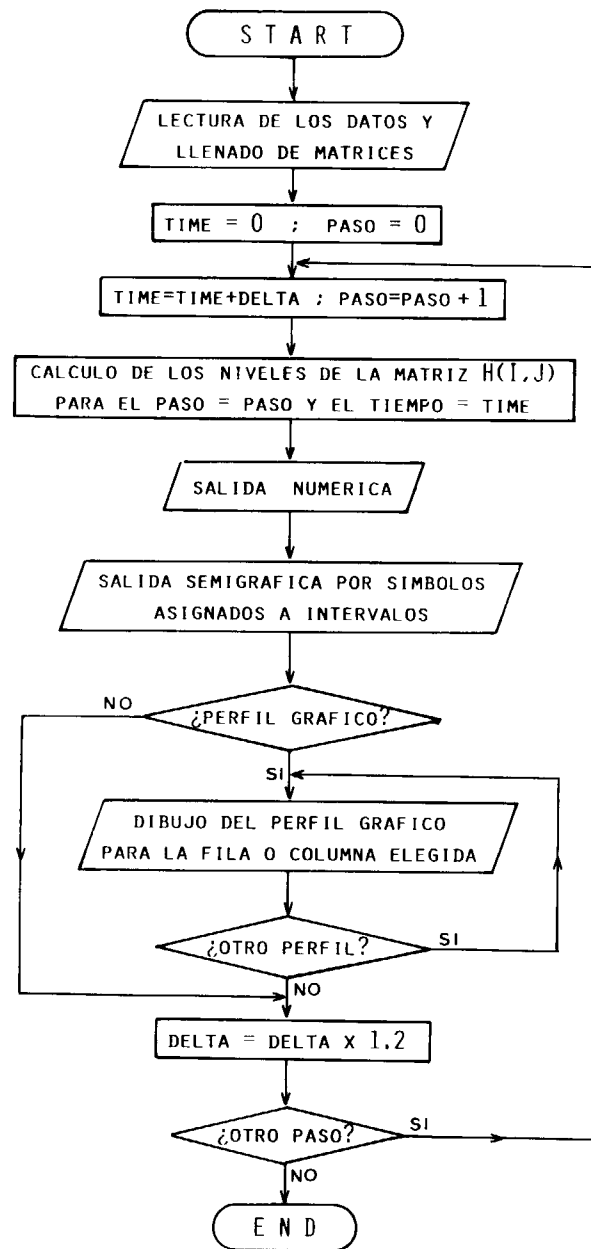 START
LECTURA DE LOS DATOS Y
LLENADO DE MATRICES
TIME = 0 ; PASO = 0
TIME=TIME+DELTA ; PASO=PASO + 1
CALCULO DE LOS NIVELES DE LA MATRIZ H(I,J)
PARA EL PASO = PASO Y EL TIEMPO = TIME
SALIDA NUMERICA
SALIDA SEMIGRAFICA POR SIMBOLOS
ASIGNADOS A INTERVALOS
NO
¿PERFIL GRAFICO?
SI
DIBUJO DEL PERFIL GRAFICO
PARA LA FILA O COLUMNA ELEGIDA
¿OTRO PERFIL?
SI
NO
DELTA = DELTA X 1.2
¿OTRO PASO?
SI
NO
END